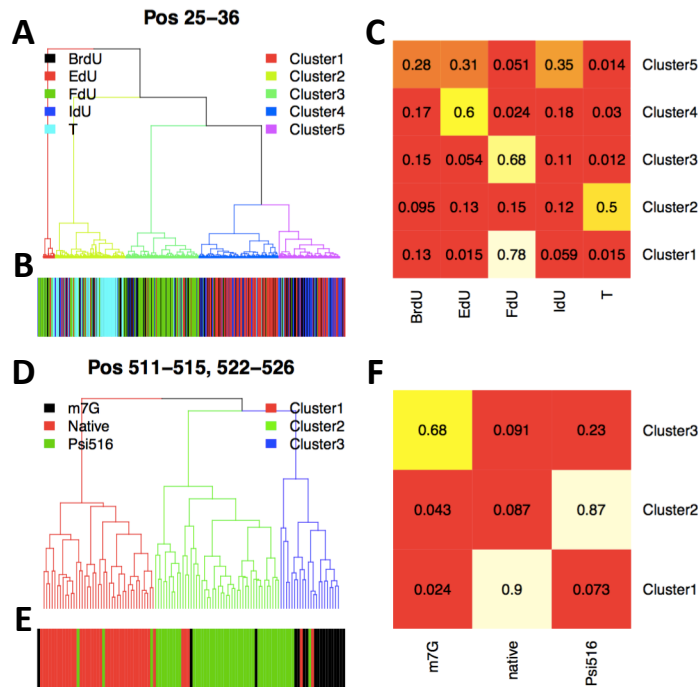 A
Pos 25–36
BrdU
EdU
FdU
IdU
T
Cluster1
Cluster2
Cluster3
Cluster4
Cluster5
B
C
0.28 0.31 0.051 0.35 0.014 Cluster5
0.17 0.6 0.024 0.18 0.03 Cluster4
0.15 0.054 0.68 0.11 0.012 Cluster3
0.095 0.13 0.15 0.12 0.5 Cluster2
0.13 0.015 0.78 0.059 0.015 Cluster1
BrdU EdU FdU IdU T
D
Pos 511–515, 522–526
m7G
Native
Psi516
Cluster1
Cluster2
Cluster3
E
F
0.68 0.091 0.23 Cluster3
0.043 0.087 0.87 Cluster2
0.024 0.9 0.073 Cluster1
m7G native Psi516